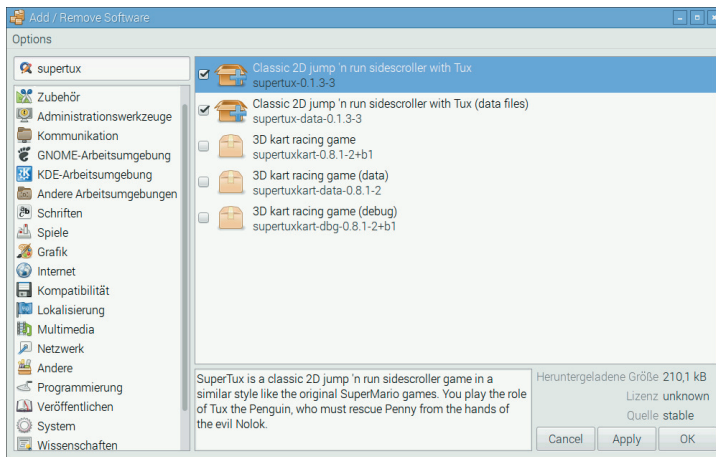 Add / Remove Software
Options
supertux
Zubehör
Administrationswerkzeuge
Kommunikation
GNOME-Arbeitsumgebung
KDE-Arbeitsumgebung
Andere Arbeitsumgebungen
Schriften
Spiele
Grafik
Internet
Kompatibilität
Lokalisierung
Multimedia
Netzwerk
Andere
Programmierung
Veröffentlichen
System
Wissenschaften
Classic 2D jump 'n run sidescroller with Tux
supertux-0.1.3-3
Classic 2D jump 'n run sidescroller with Tux (data files)
supertux-data-0.1.3-3
3D kart racing game
supertuxkart-0.8.1-2+b1
3D kart racing game (data)
supertuxkart-data-0.8.1-2
3D kart racing game (debug)
supertuxkart-dbg-0.8.1-2+b1
SuperTux is a classic 2D jump 'n run sidescroller game in a
similar style like the original SuperMario games. You play the role
of Tux the Penguin, who must rescue Penny from the hands of
the evil Nolok.
Heruntergeladene Größe 210,1 kB
Lizenz unknown
Quelle stable
Cancel Apply OK